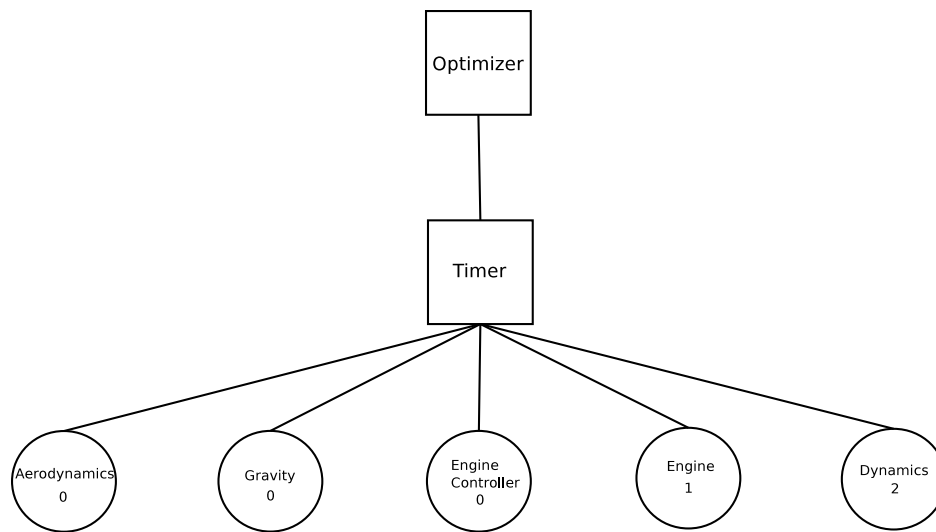 Optimizer
Timer
Aerodynamics
0
Gravity
0
Engine
Controller
0
Engine
1
Dynamics
2